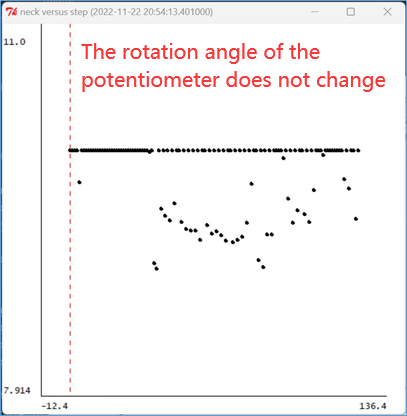 neck versus step (2022-11-22 20:54:13.401000)
11.0
The rotation angle of the
potentiometer does not change
7.914
-12.4 136.4